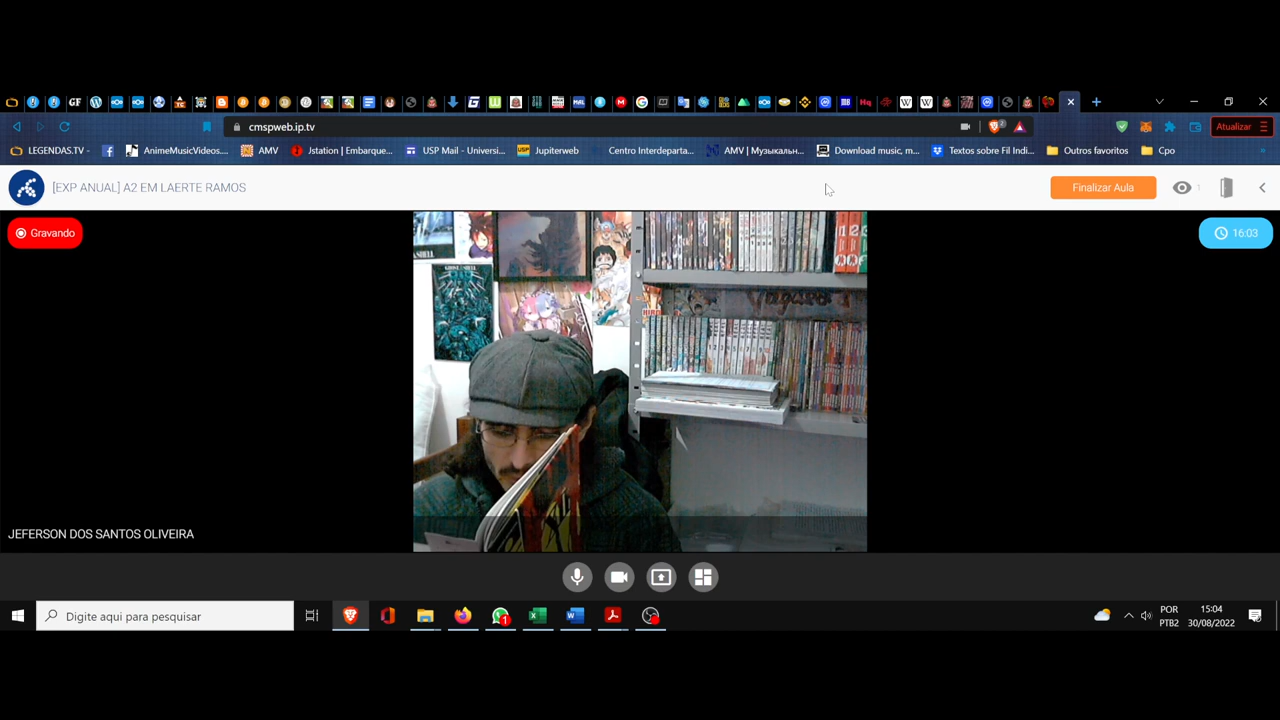 cmspweb.ip.tv
Atualizar
LEGENDAS.TV -
AnimeMusicVideos....
AMV
Jstation | Embarque...
USP Mail - Universi...
Jupiterweb
Centro Interdeparta...
AMV | Музыкальн...
Download music, m...
Textos sobre Fil Indi...
Outros favoritos
Cpo
[EXP ANUAL] A2 EM LAERTE RAMOS
Finalizar Aula
1
Gravando
16:03
JEFERSON DOS SANTOS OLIVEIRA
Digite aqui para pesquisar
POR
PTB2
15:04
30/08/2022